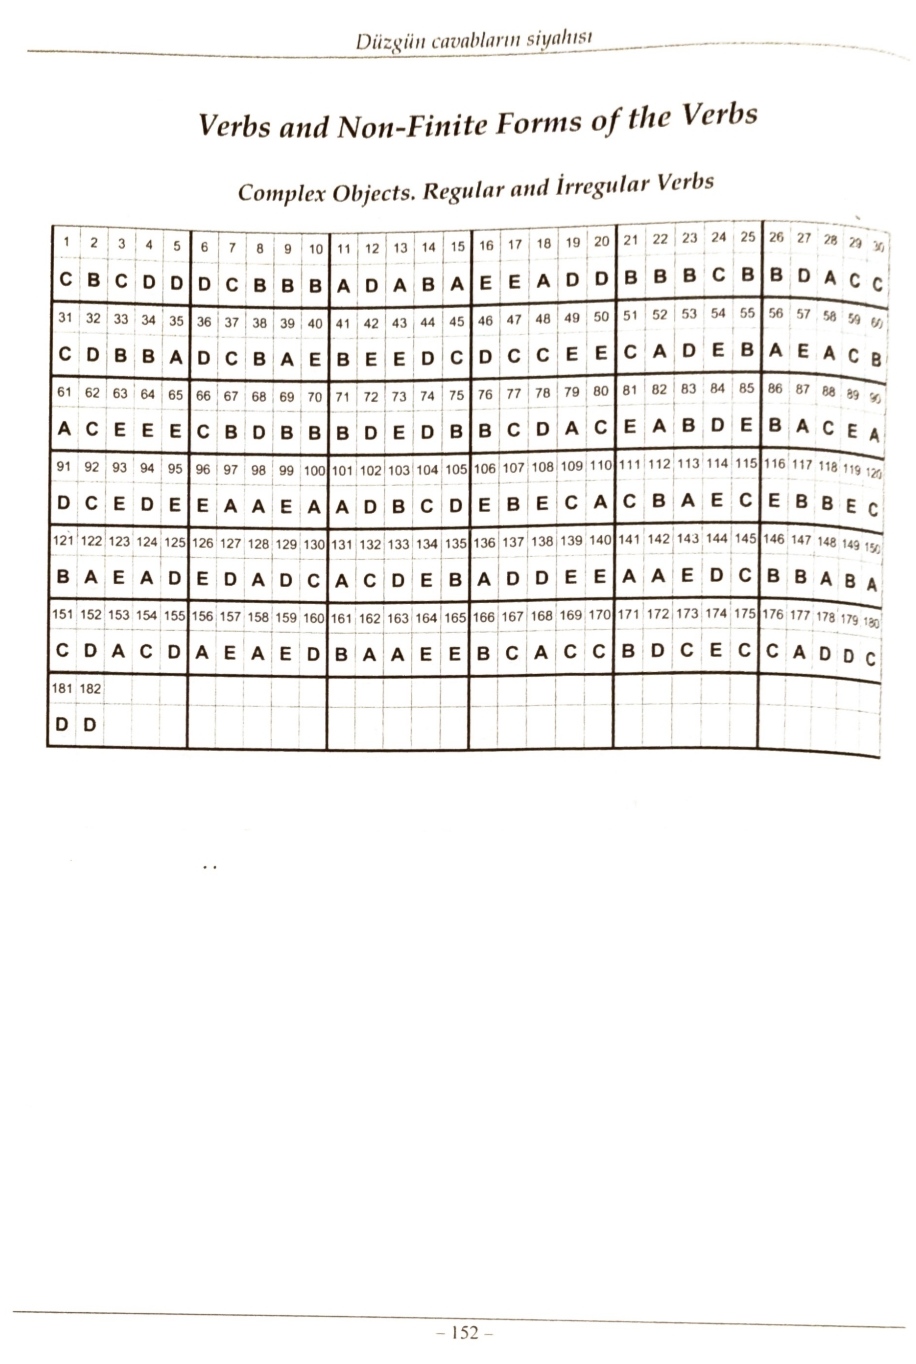 Düzgün cavabların siyahısı
Verbs and Non-Finite Forms of the Verbs
Complex Objects. Regular and İrregular Verbs
1 2 3 4 5 6 7 8 9 10 11 12 13 14 15 16 17 18 19 20 21 22 23 24 25 26 27 28 29 30
C B C D D D C B B B A D A B A E E A D D B B B C B B D A C C
31 32 33 34 35 36 37 38 39 40 41 42 43 44 45 46 47 48 49 50 51 52 53 54 55 56 57 58 59 60
C D B B A D C B A E B E E D C D C C E E C A D E B A E A C B
61 62 63 64 65 66 67 68 69 70 71 72 73 74 75 76 77 78 79 80 81 82 83 84 85 86 87 88 89 90
A C E E E C B D B B B D E D B B C D A C E A B D E B A C E A
91 92 93 94 95 96 97 98 99 100 101 102 103 104 105 106 107 108 109 110 111 112 113 114 115 116 117 118 119 120
D C E D E E A A E A A D B C D E B E C A C B A E C E B B E C
121 122 123 124 125 126 127 128 129 130 131 132 133 134 135 136 137 138 139 140 141 142 143 144 145 146 147 148 149 150
B A E A D E D A D C A C D E B A D D E E A A E D C B B A B A
151 152 153 154 155 156 157 158 159 160 161 162 163 164 165 166 167 168 169 170 171 172 173 174 175 176 177 178 179 180
C D A C D A E A E D B A A E E B C A C C B D C E C C A D D C
181 182
D D
– 152 –